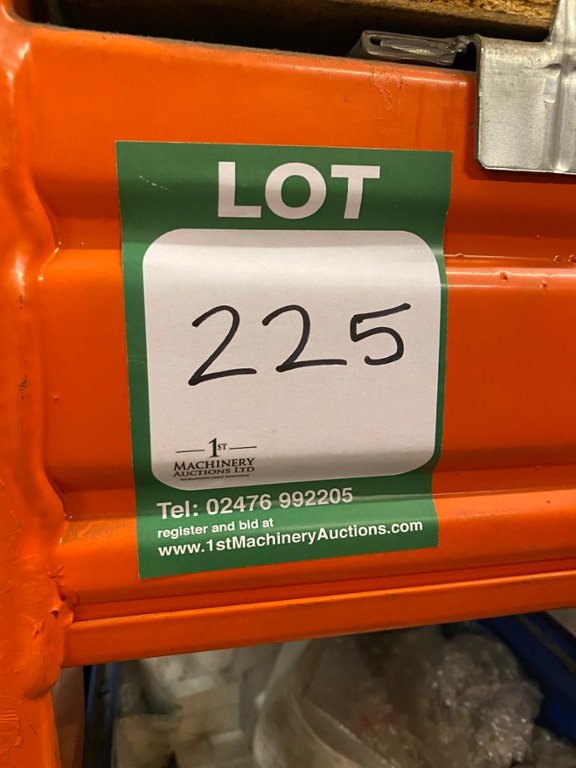 LOT
225
1ST
MACHINERY
AUCTIONS LTD
Tel: 02476 992205
register and bid at
www.1stMachineryAuctions.com